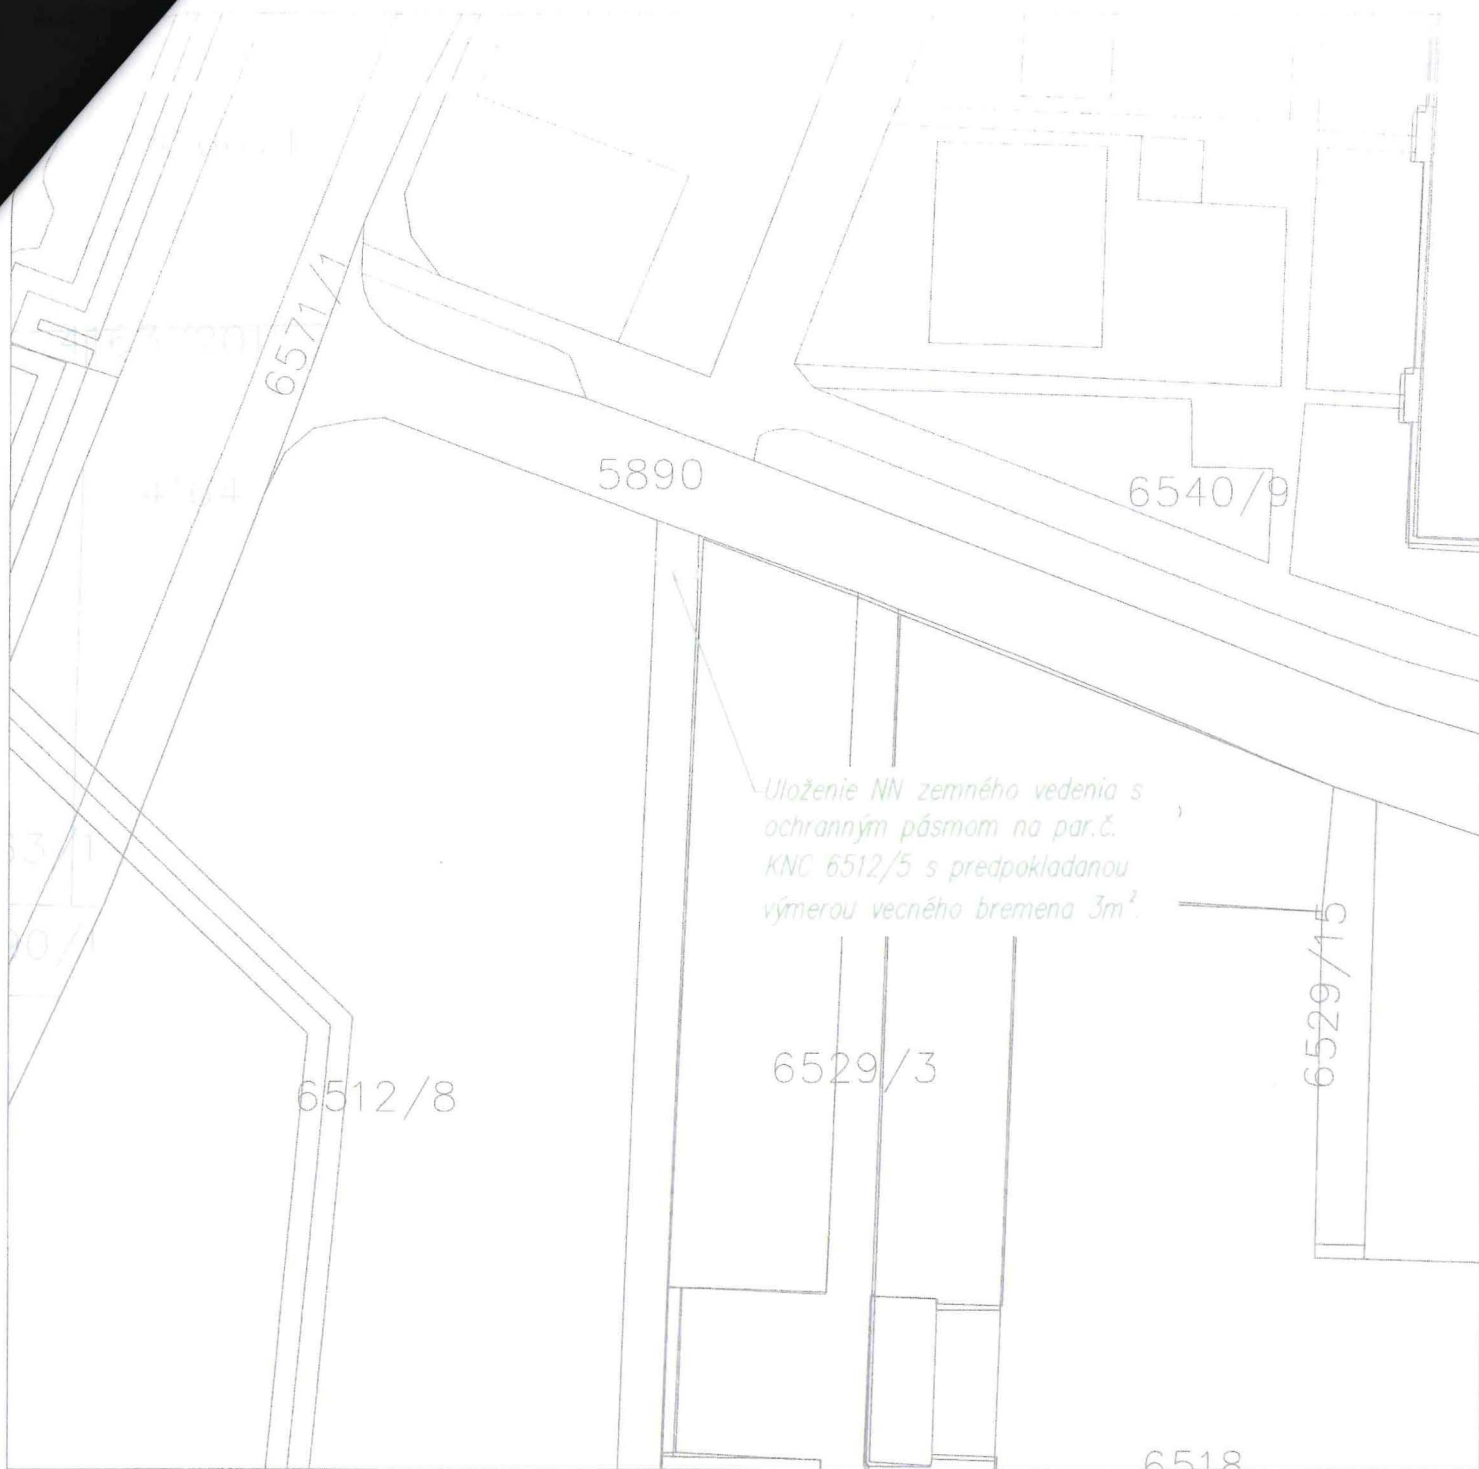 6571/1
5890
6540/9
Uloženie NN zemného vedenia s
ochranným pásmom na par.č.
KNC 6512/5 s predpokladanou
výmerou vecného bremena 3m².
6529/15
6529/3
6512/8
6518